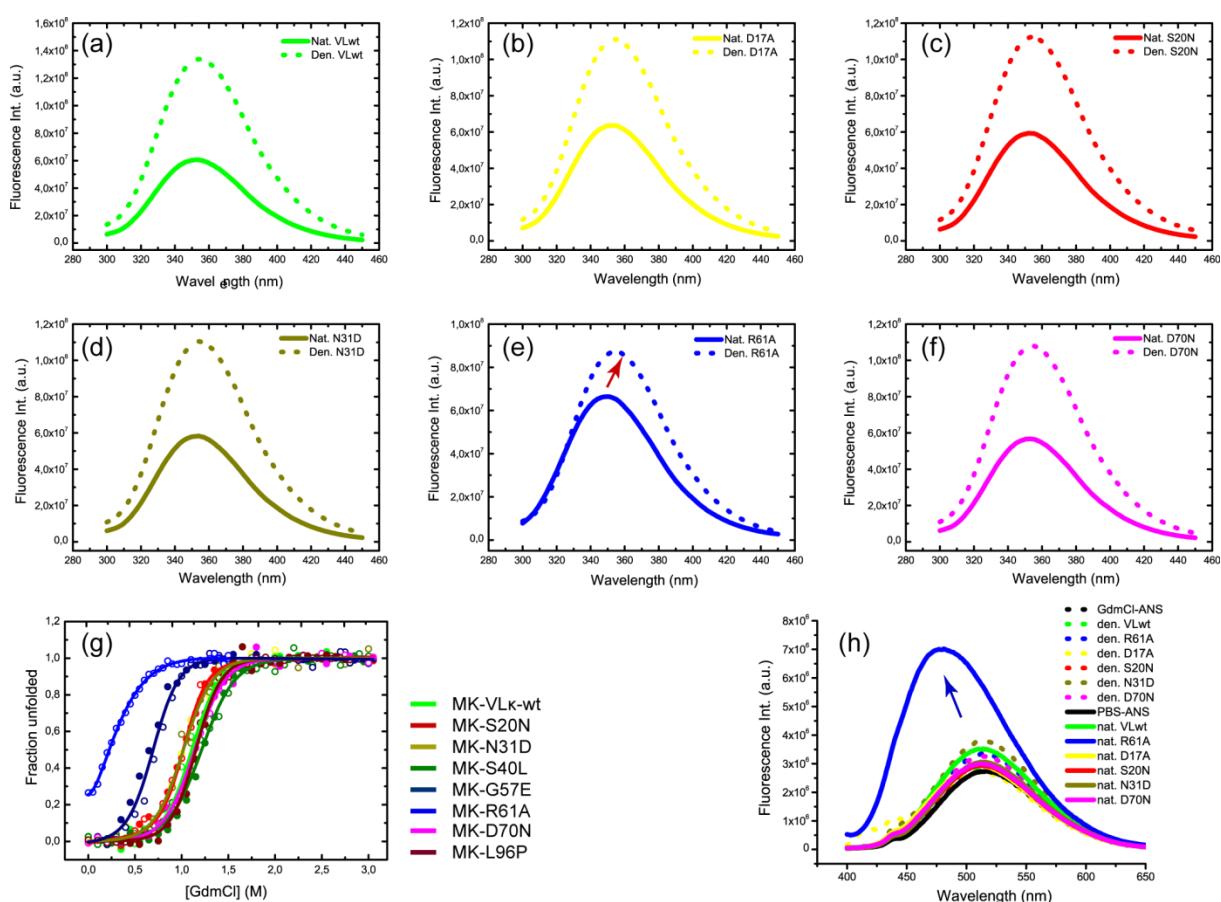 (a)
Nat. VLwt
Den. VLwt
1,6x10⁸
1,4x10⁸
1,2x10⁸
1,0x10⁸
8,0x10⁷
6,0x10⁷
4,0x10⁷
2,0x10⁷
0,0
Fluorescence Int. (a.u.)
280 300 320 340 360 380 400 420 440 460
Wavel ength (nm)
(b)
Nat. D17A
Den. D17A
1,2x10⁸
1,0x10⁸
8,0x10⁷
6,0x10⁷
4,0x10⁷
2,0x10⁷
0,0
Fluorescence Int. (a.u.)
280 300 320 340 360 380 400 420 440 460
Wavelength (nm)
(c)
Nat. S20N
Den. S20N
1,2x10⁸
1,0x10⁸
8,0x10⁷
6,0x10⁷
4,0x10⁷
2,0x10⁷
0,0
Fluorescence Int. (a.u.)
280 300 320 340 360 380 400 420 440 460
Wavelength (nm)
(d)
Nat. N31D
Den. N31D
1,2x10⁸
1,0x10⁸
8,0x10⁷
6,0x10⁷
4,0x10⁷
2,0x10⁷
0,0
Fluorescence Int. (a.u.)
280 300 320 340 360 380 400 420 440 460
Wavelength (nm)
(e)
Nat. R61A
Den. R61A
1,0x10⁸
8,0x10⁷
6,0x10⁷
4,0x10⁷
2,0x10⁷
0,0
Fluorescence Int. (a.u.)
280 300 320 340 360 380 400 420 440 460
Wavelength (nm)
(f)
Nat. D70N
Den. D70N
1,2x10⁸
1,0x10⁸
8,0x10⁷
6,0x10⁷
4,0x10⁷
2,0x10⁷
0,0
Fluorescence Int. (a.u.)
280 300 320 340 360 380 400 420 440 460
Wavelength (nm)
(g)
1,2
1,0
0,8
0,6
0,4
0,2
0,0
Fraction unfolded
0,0 0,5 1,0 1,5 2,0 2,5 3,0
[GdmCl] (M)
MK-VLκ-wt
MK-S20N
MK-N31D
MK-S40L
MK-G57E
MK-R61A
MK-D70N
MK-L96P
(h)
8x10⁶
7x10⁶
6x10⁶
5x10⁶
4x10⁶
3x10⁶
2x10⁶
1x10⁶
0
Fluorescence Int. (a.u.)
400 450 500 550 600 650
Wavelength (nm)
GdmCl-ANS
den. VLwt
den. R61A
den. D17A
den. S20N
den. N31D
den. D70N
PBS-ANS
nat. VLwt
nat. R61A
nat. D17A
nat. S20N
nat. N31D
nat. D70N